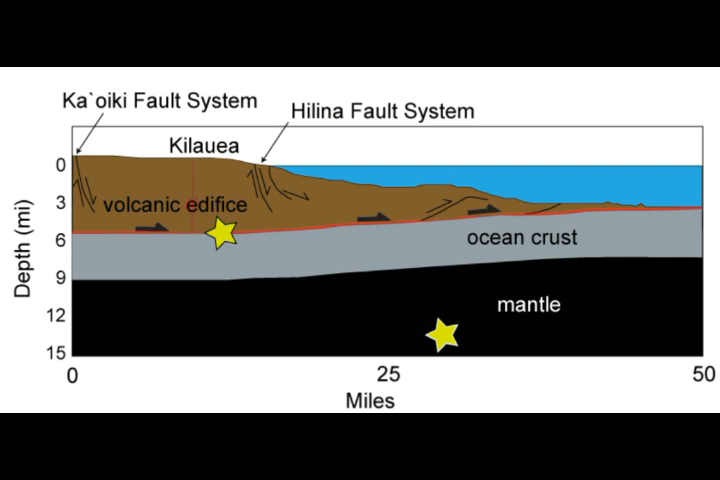 Ka`oiki Fault System
Hilina Fault System
Kilauea
0
3
6
9
12
15
Depth (mi)
volcanic edifice
ocean crust
mantle
0
25
50
Miles